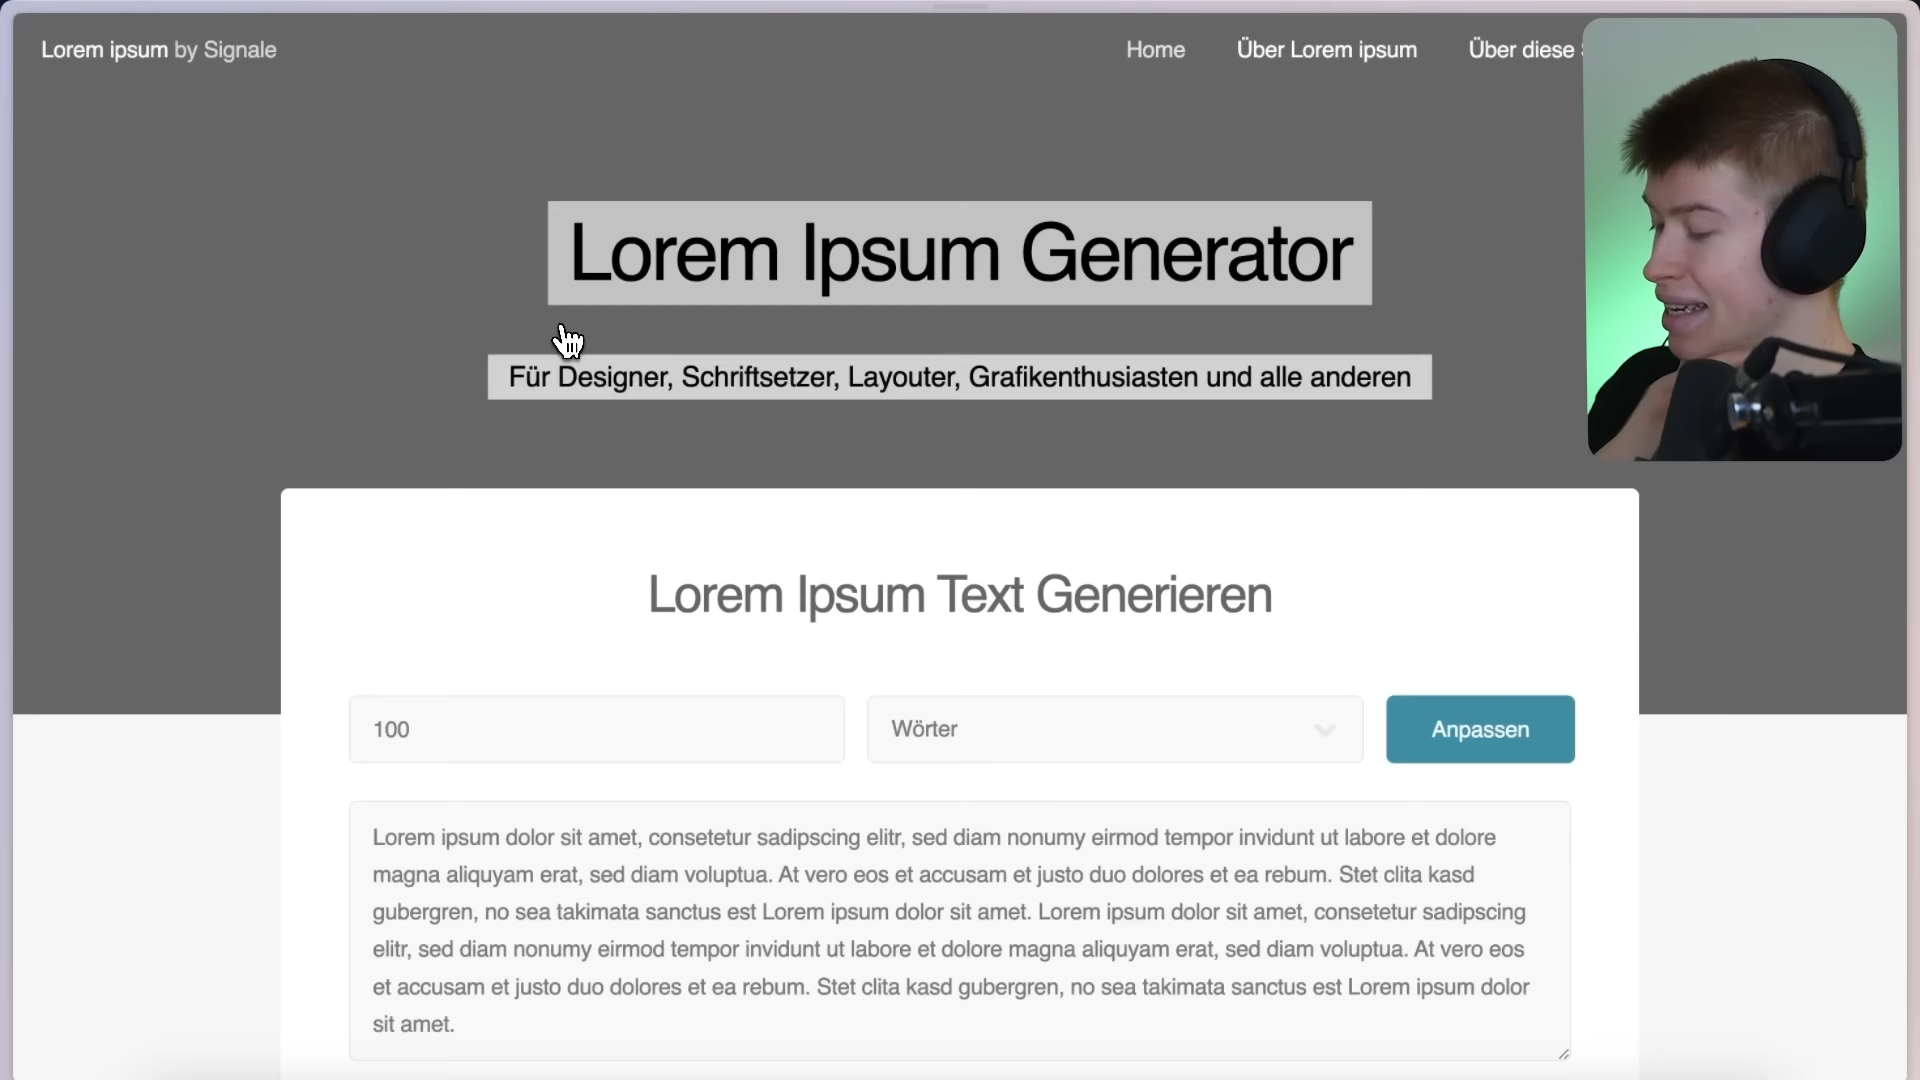 Lorem ipsum by Signale
Home
Über Lorem ipsum
Über diese
Lorem Ipsum Generator
Für Designer, Schriftsetzer, Layouter, Grafikenthusiasten und alle anderen
Lorem Ipsum Text Generieren
100
Wörter
Anpassen
Lorem ipsum dolor sit amet, consetetur sadipscing elitr, sed diam nonumy eirmod tempor invidunt ut labore et dolore
magna aliquyam erat, sed diam voluptua. At vero eos et accusam et justo duo dolores et ea rebum. Stet clita kasd
gubergren, no sea takimata sanctus est Lorem ipsum dolor sit amet. Lorem ipsum dolor sit amet, consetetur sadipscing
elitr, sed diam nonumy eirmod tempor invidunt ut labore et dolore magna aliquyam erat, sed diam voluptua. At vero eos
et accusam et justo duo dolores et ea rebum. Stet clita kasd gubergren, no sea takimata sanctus est Lorem ipsum dolor
sit amet.